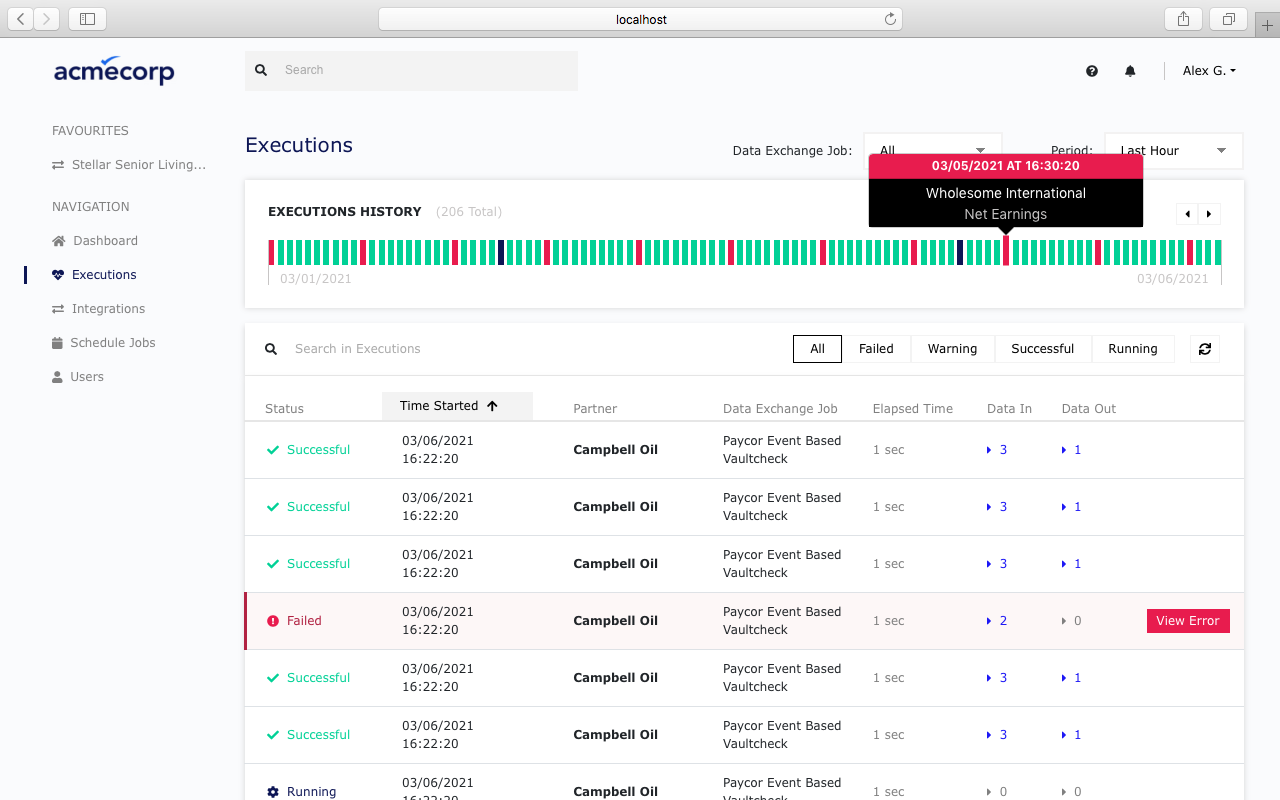 localhost
acmecorp
Search
Alex G.
FAVOURITES
Stellar Senior Living...
NAVIGATION
Dashboard
Executions
Integrations
Schedule Jobs
Users
Executions
Data Exchange Job:
All
Period:
Last Hour
03/05/2021 AT 16:30:20
Wholesome International
Net Earnings
EXECUTIONS HISTORY (206 Total)
03/01/2021
03/06/2021
Search in Executions
All
Failed
Warning
Successful
Running
Status
Time Started
Partner
Data Exchange Job
Elapsed Time
Data In
Data Out
Successful
03/06/2021
16:22:20
Campbell Oil
Paycor Event Based
Vaultcheck
1 sec
3
1
Successful
03/06/2021
16:22:20
Campbell Oil
Paycor Event Based
Vaultcheck
1 sec
3
1
Successful
03/06/2021
16:22:20
Campbell Oil
Paycor Event Based
Vaultcheck
1 sec
3
1
Failed
03/06/2021
16:22:20
Campbell Oil
Paycor Event Based
Vaultcheck
1 sec
2
0
View Error
Successful
03/06/2021
16:22:20
Campbell Oil
Paycor Event Based
Vaultcheck
1 sec
3
1
Successful
03/06/2021
16:22:20
Campbell Oil
Paycor Event Based
Vaultcheck
1 sec
3
1
Running
03/06/2021
16:22:20
Campbell Oil
Paycor Event Based
Vaultcheck
1 sec
0
0